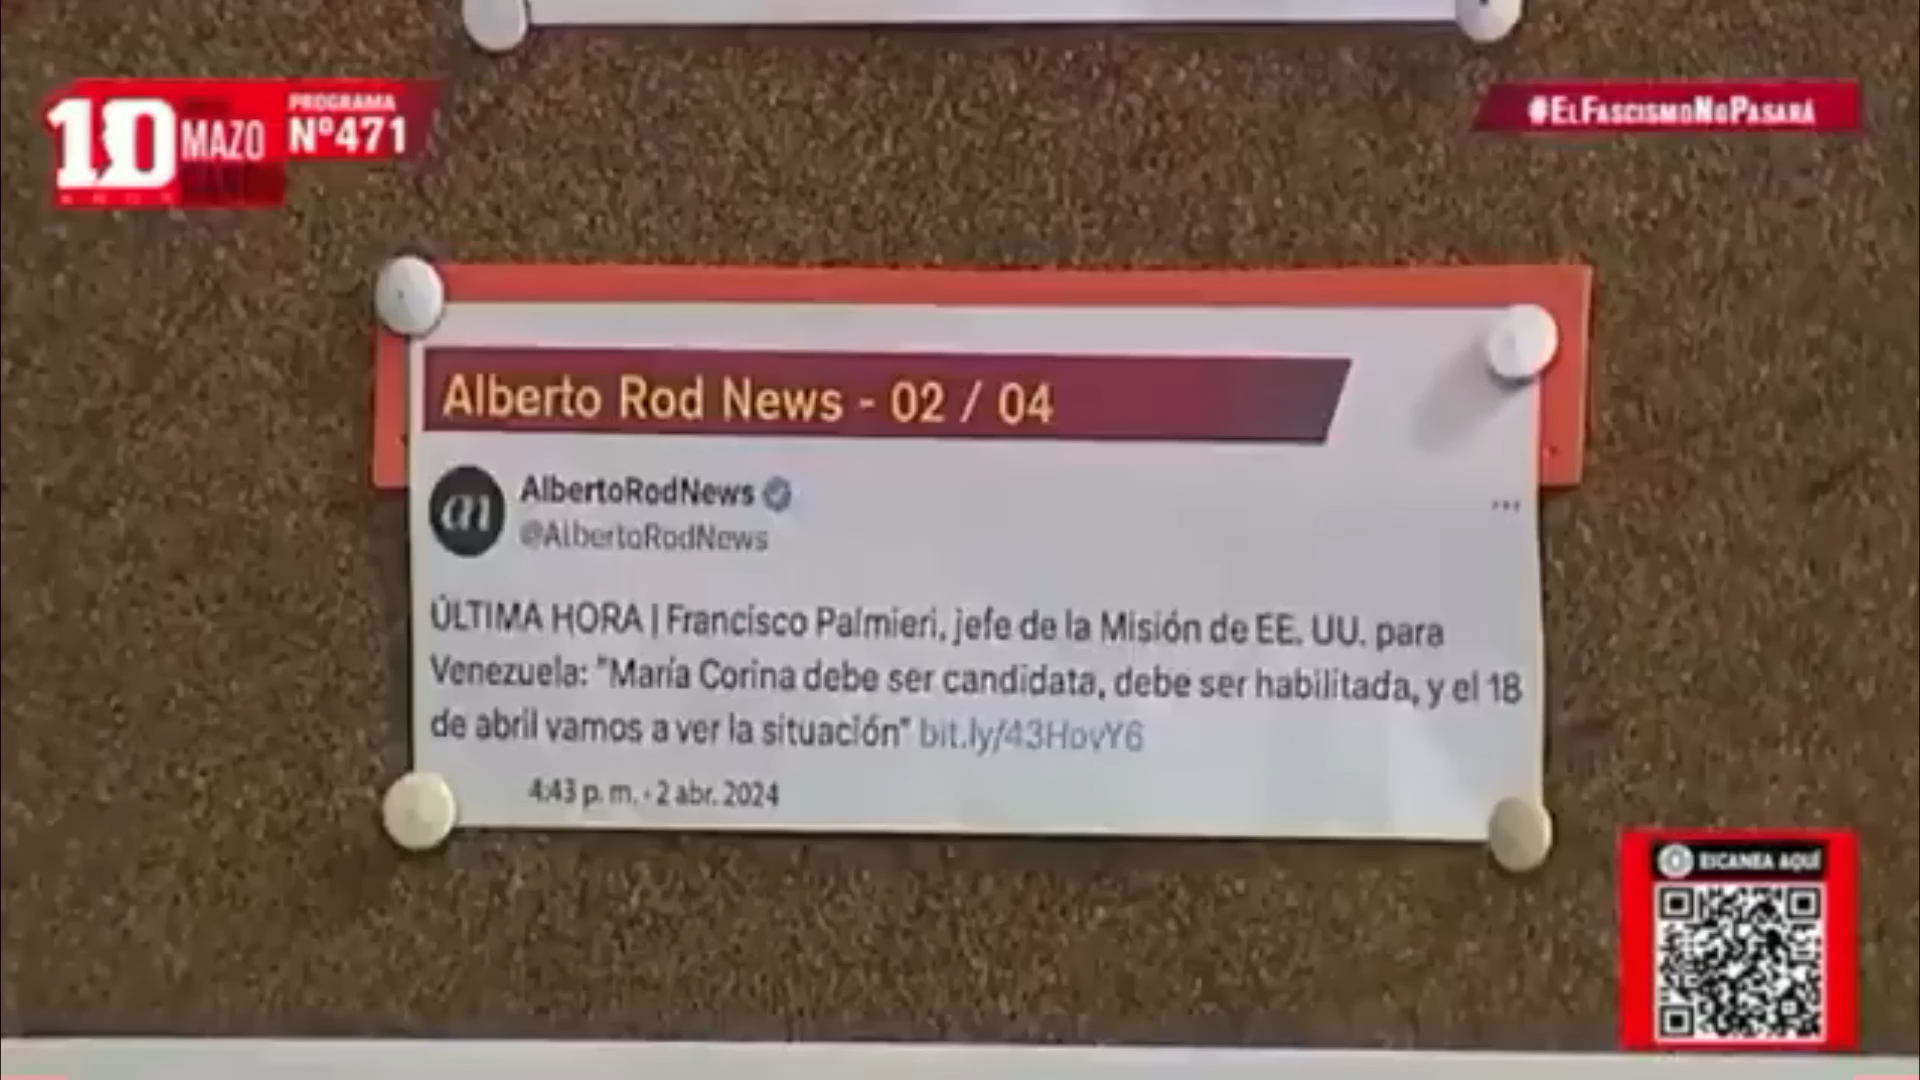 10
MAZO
PROGRAMA
Nº471
#ELFASCISMONOPASARÁ
Alberto Rod News - 02 / 04
AlbertoRodNews
@AlbertoRodNews
ÚLTIMA HORA | Francisco Palmieri, jefe de la Misión de EE. UU. para
Venezuela: "María Corina debe ser candidata, debe ser habilitada, y el 18
de abril vamos a ver la situación" bit.ly/43HovY6
4:43 p. m. · 2 abr. 2024
ESCANEA AQUÍ